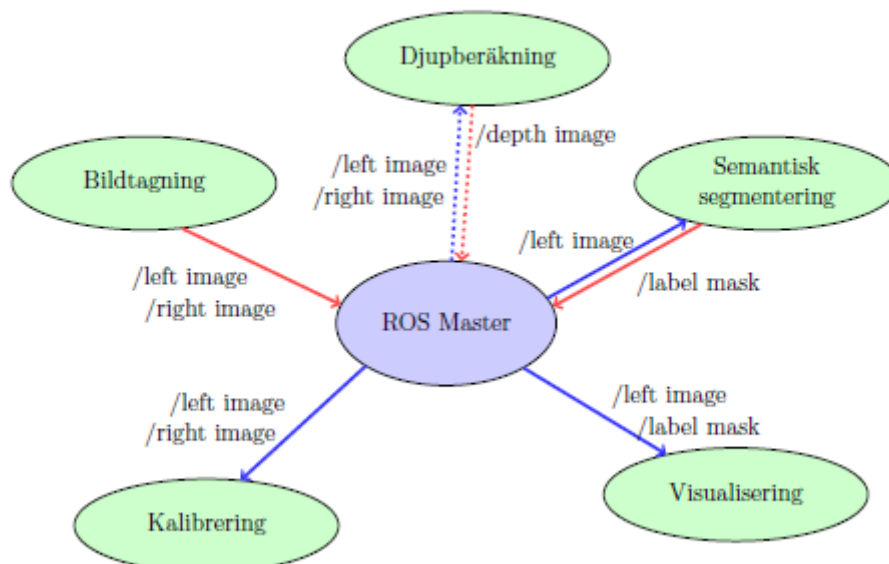 Djupberäkning
/depth image
/left image
/right image
Bildtagning
Semantisk
segmentering
/left image
/label mask
/left image
/right image
ROS Master
/left image
/right image
/left image
/label mask
Kalibrering
Visualisering